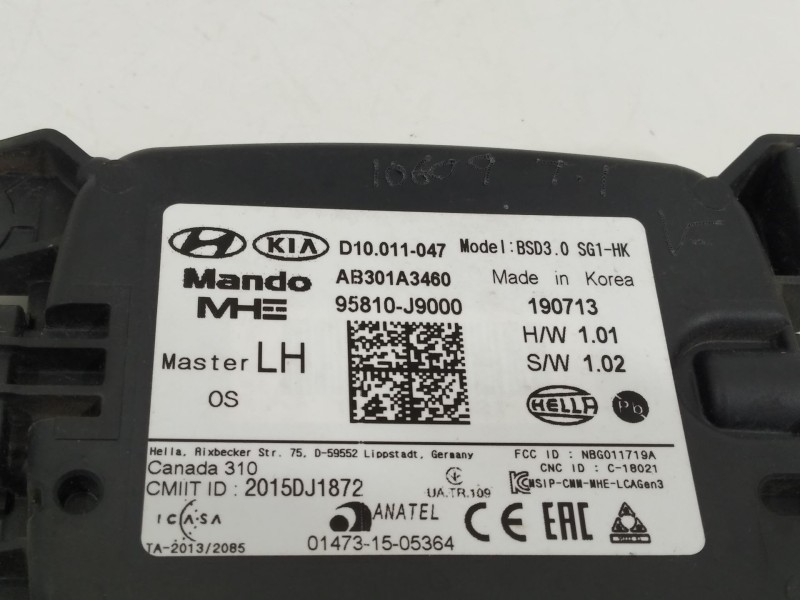 10609 T.1
HYUNDAI KIA D10.011-047 Model:BSD3.0 SG1-HK
Mando AB301A3460 Made in Korea
MHE 95810-J9000 190713
H/W 1.01
Master LH S/W 1.02
OS HELLA Pb
Hella, Rixbecker Str. 75, D-59552 Lippstadt, Germany FCC ID : NBG011719A
Canada 310 CNC ID : C-18021
CMIIT ID : 2015DJ1872 UA.TR.109 MSIP-CMM-MHE-LCAGen3
ICASA ANATEL CE EAC
TA-2013/2085 01473-15-05364